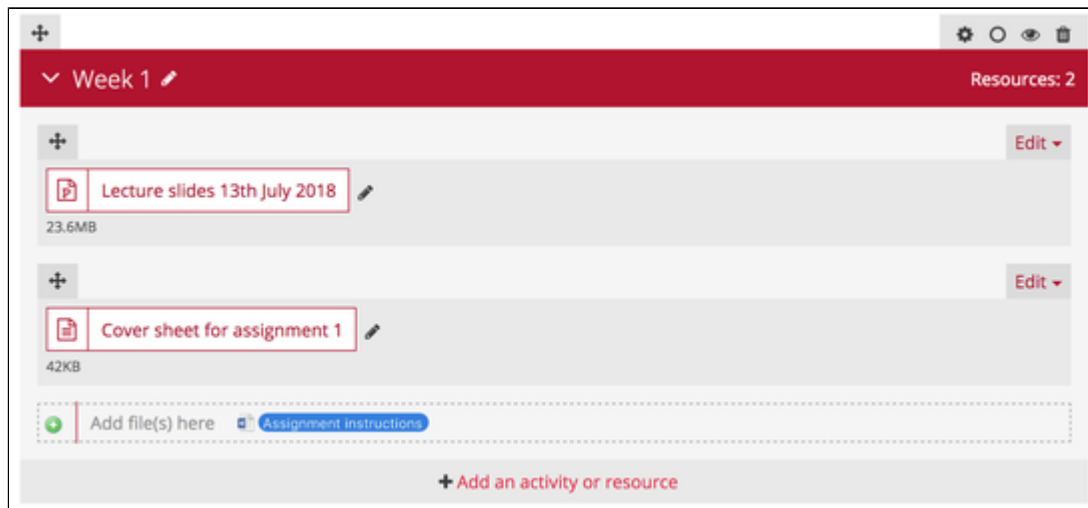 Week 1 Resources: 2
Edit
Lecture slides 13th July 2018
23.6MB
Edit
Cover sheet for assignment 1
42KB
Add file(s) here Assignment instructions
Add an activity or resource